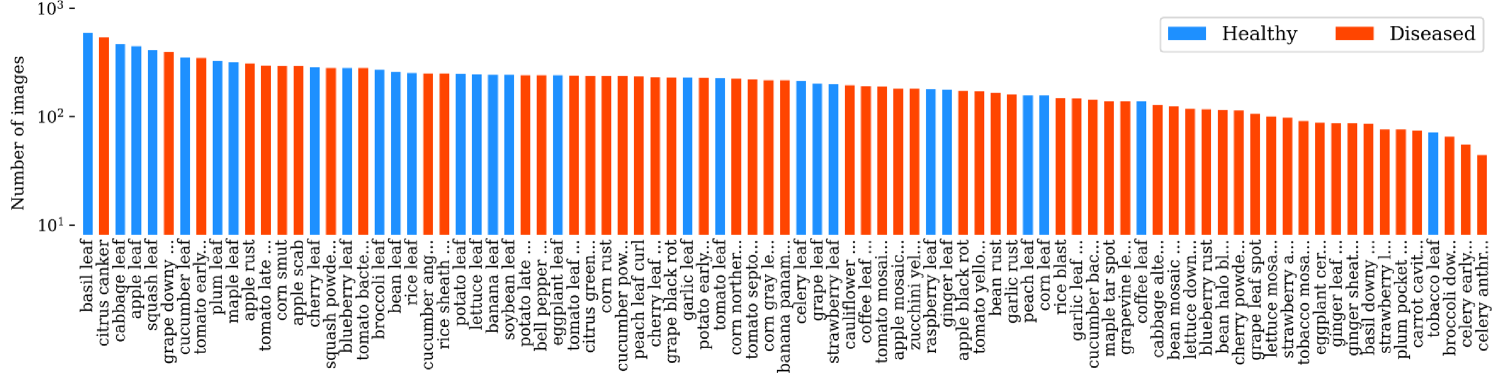 Number of images
10³
10²
10¹
Healthy
Diseased
basil leaf
citrus canker
cabbage leaf
apple leaf
squash leaf
grape downy ...
cucumber leaf
tomato early...
plum leaf
maple leaf
apple rust
tomato late ...
corn smut
apple scab
cherry leaf
squash powde...
blueberry leaf
tomato bacte...
broccoli leaf
bean leaf
rice leaf
cucumber ang...
rice sheath ...
potato leaf
lettuce leaf
banana leaf
soybean leaf
potato late ...
bell pepper ...
eggplant leaf
tomato leaf ...
citrus green...
corn rust
cucumber pow...
peach leaf curl
cherry leaf ...
grape black rot
garlic leaf
potato early...
tomato leaf
corn norther...
tomato septo...
corn gray le...
banana panam...
celery leaf
grape leaf
strawberry leaf
cauliflower ...
coffee leaf ...
tomato mosai...
apple mosaic...
zucchini yel...
raspberry leaf
ginger leaf
apple black rot
tomato yello...
bean rust
garlic rust
peach leaf
corn leaf
rice blast
garlic leaf ...
cucumber bac...
maple tar spot
grapevine le...
coffee leaf
cabbage alte...
bean mosaic ...
lettuce down...
blueberry rust
bean halo bl...
cherry powde...
grape leaf spot
lettuce mosa...
strawberry a...
tobacco mosa...
eggplant cer...
ginger leaf ...
ginger sheat...
basil downy ...
strawberry l...
plum pocket ...
carrot cavit...
tobacco leaf
broccoli dow...
celery early...
celery anthr...